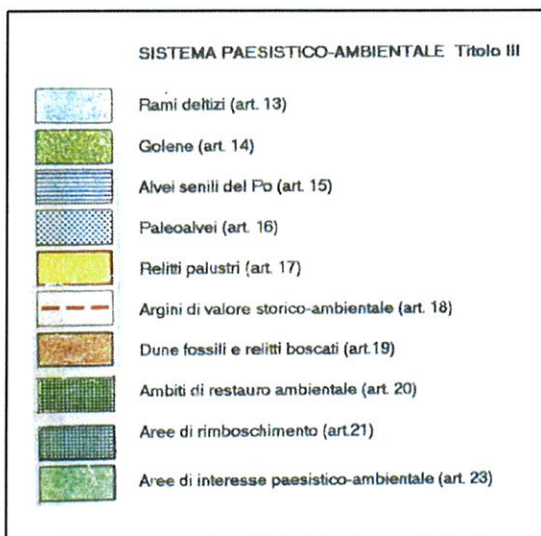 SISTEMA PAESISTICO-AMBIENTALE Titolo III
Rami deltizi (art. 13)
Golene (art. 14)
Alvei senili del Po (art. 15)
Paleoalvei (art. 16)
Relitti palustri (art. 17)
Argini di valore storico-ambientale (art. 18)
Dune fossili e relitti boscati (art.19)
Ambiti di restauro ambientale (art. 20)
Aree di rimboschimento (art.21)
Aree di interesse paesistico-ambientale (art. 23)